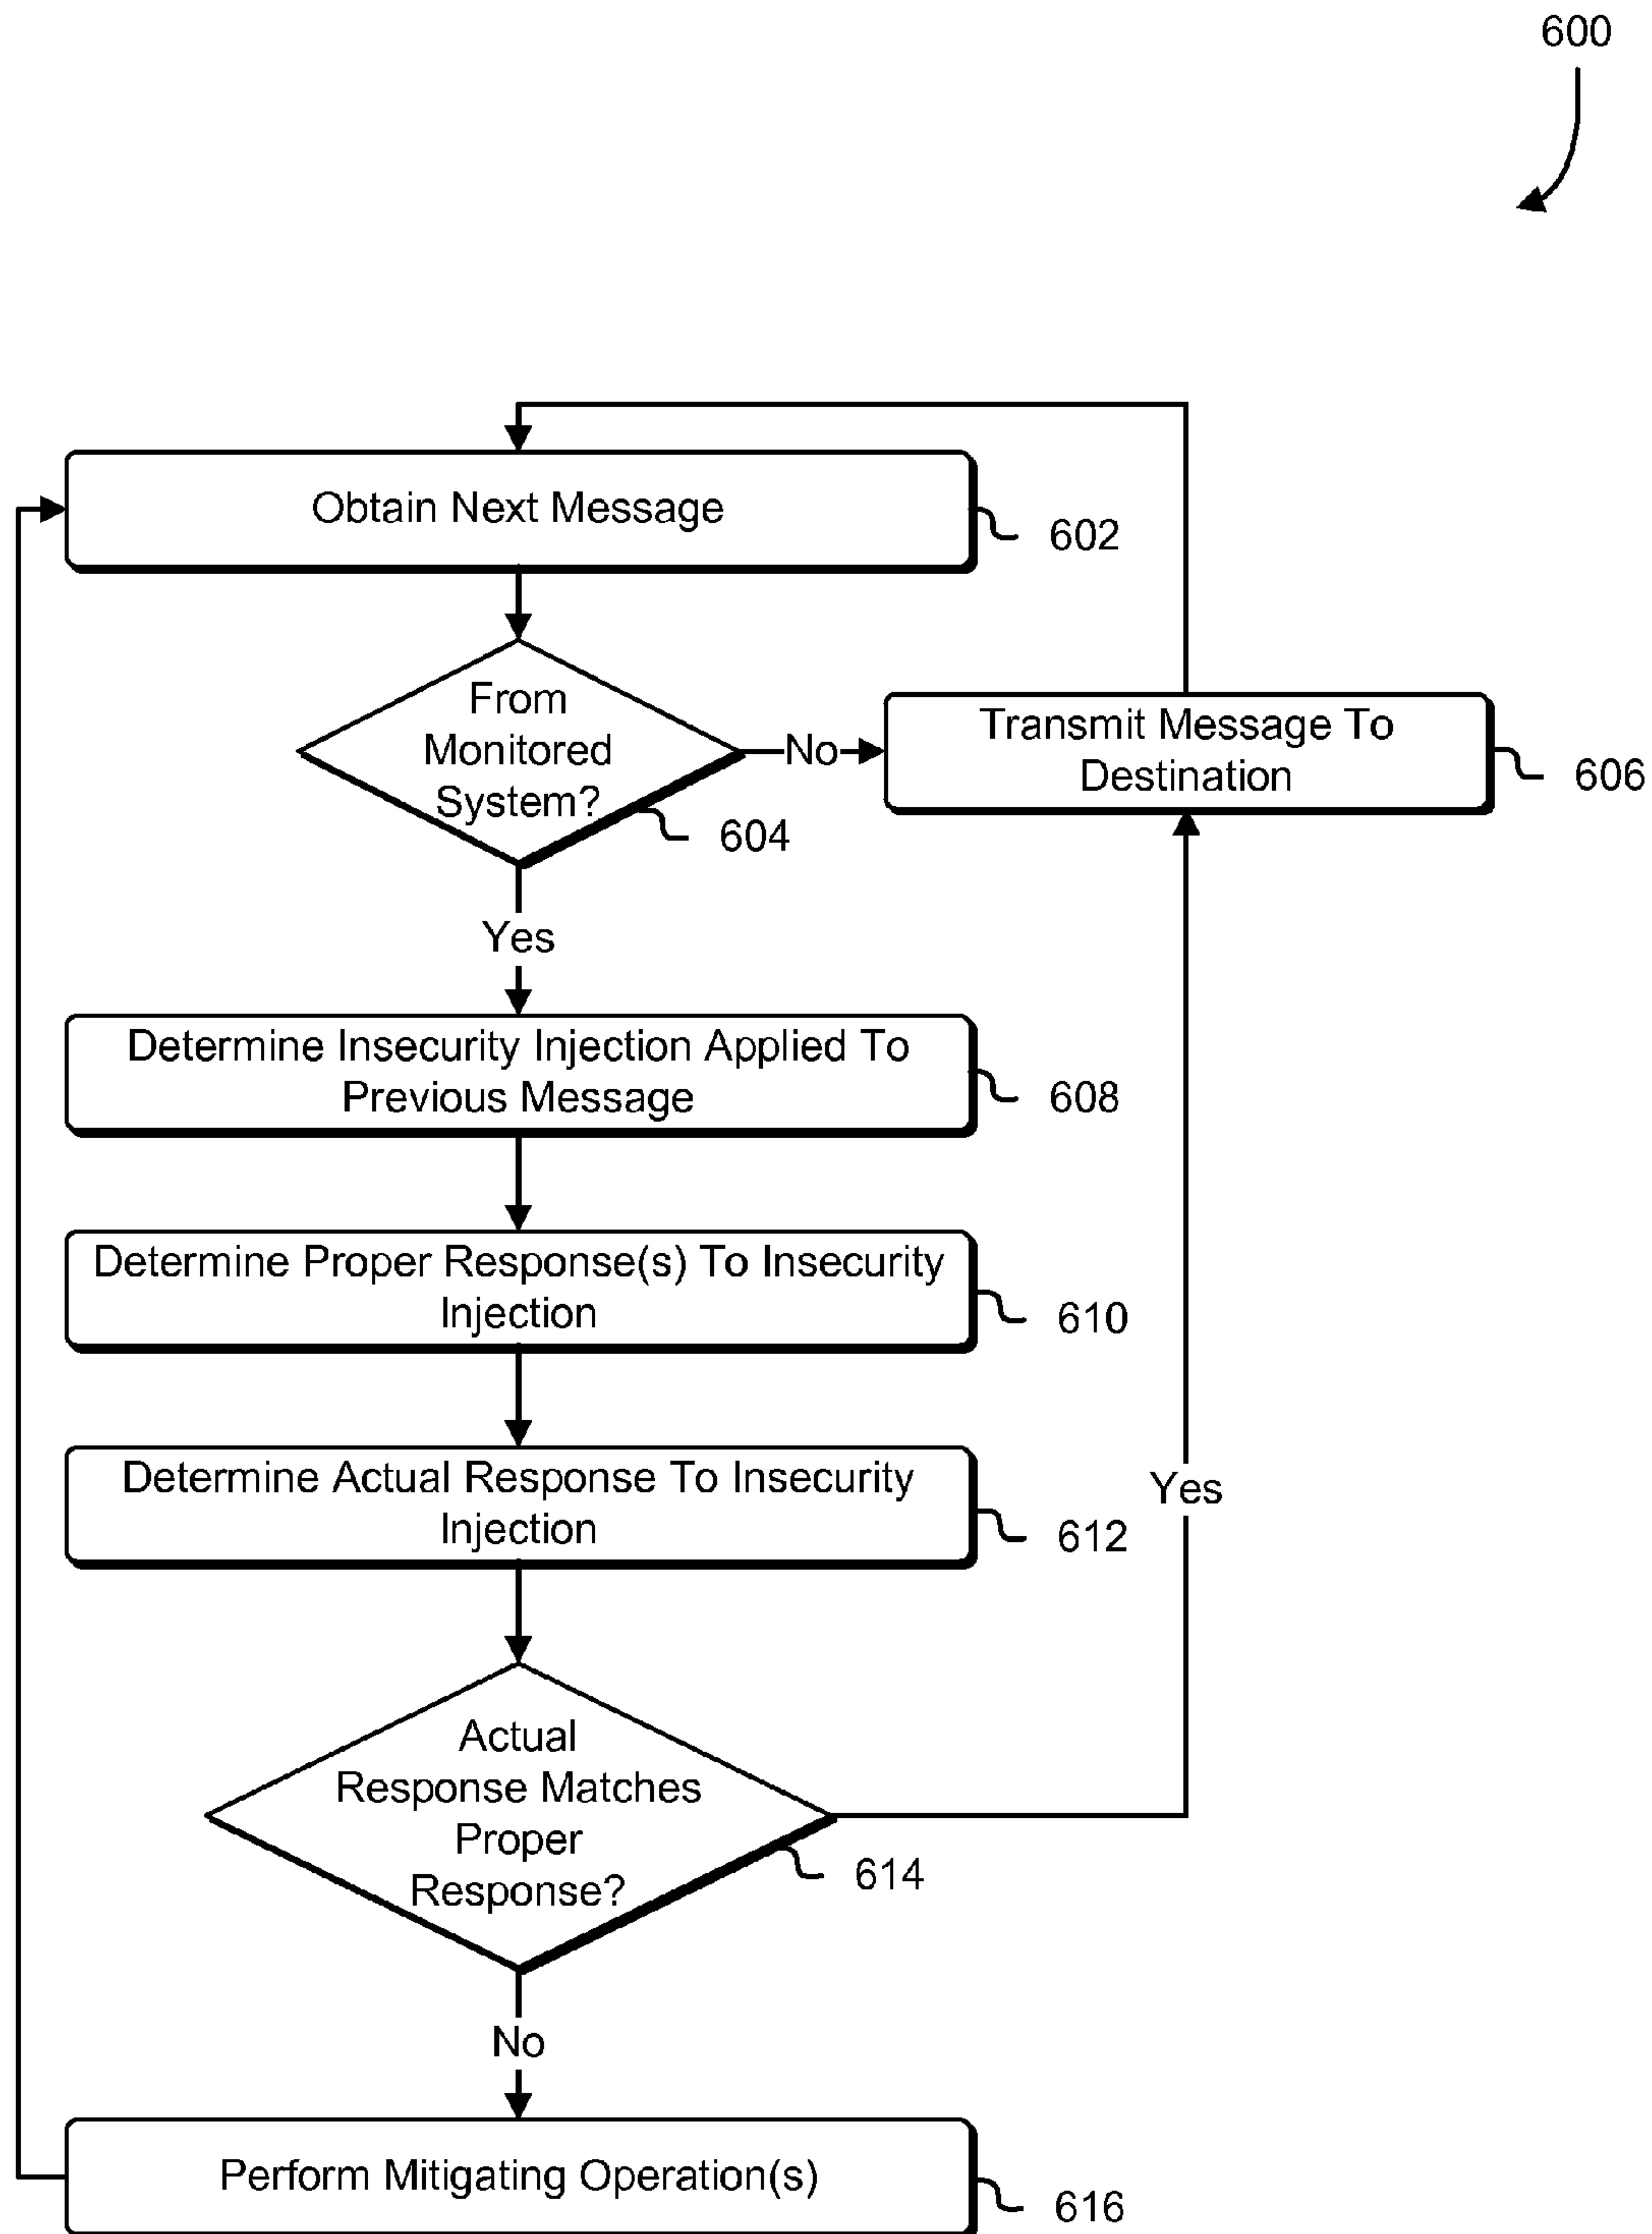 600
Obtain Next Message
602
From
Monitored
System?
604
No
Transmit Message To
Destination
606
Yes
Determine Insecurity Injection Applied To
Previous Message
608
Determine Proper Response(s) To Insecurity
Injection
610
Determine Actual Response To Insecurity
Injection
612
Yes
Actual
Response Matches
Proper
Response?
614
No
Perform Mitigating Operation(s)
616